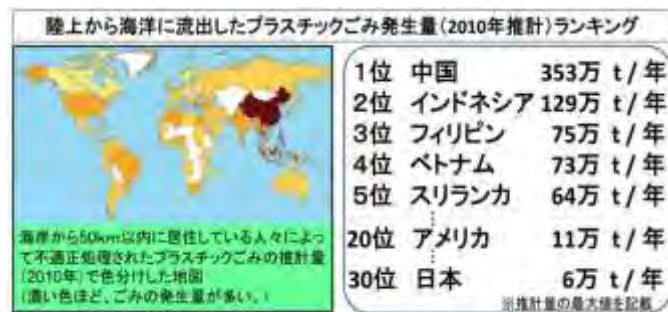 陸上から海洋に流出したプラスチックごみ発生量(2010年推計)ランキング
海岸から50km以内に居住している人々によっ
て不適正処理されたプラスチックごみの推計量
(2010年)で色分けした地図
(濃い色ほど、ごみの発生量が多い。)
1位 中国 353万 t / 年
2位 インドネシア 129万 t / 年
3位 フィリピン 75万 t / 年
4位 ベトナム 73万 t / 年
5位 スリランカ 64万 t / 年
20位 アメリカ 11万 t / 年
30位 日本 6万 t / 年
※推計量の最大値を記載